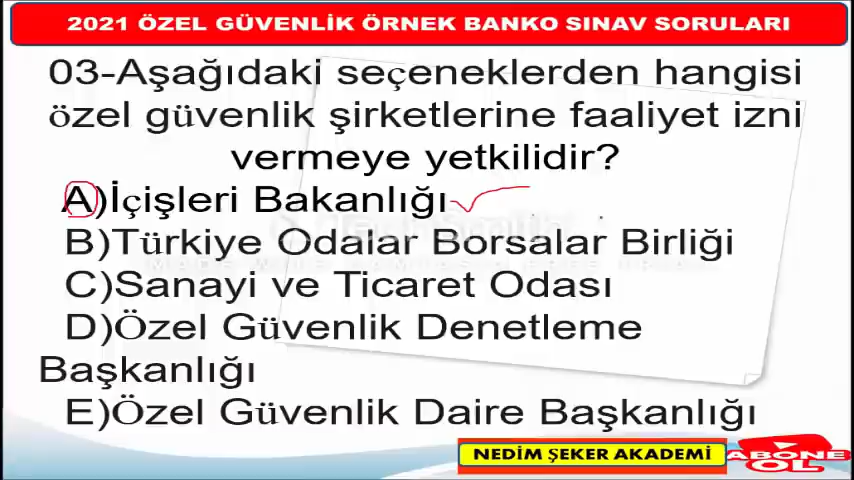 2021 ÖZEL GÜVENLİK ÖRNEK BANKO SINAV SORULARI
03-Aşağıdaki seçeneklerden hangisi
özel güvenlik şirketlerine faaliyet izni
vermeye yetkilidir?
A)İçişleri Bakanlığı
B)Türkiye Odalar Borsalar Birliği
C)Sanayi ve Ticaret Odası
D)Özel Güvenlik Denetleme
Başkanlığı
E)Özel Güvenlik Daire Başkanlığı
NEDİM ŞEKER AKADEMİ
ABONE
OL